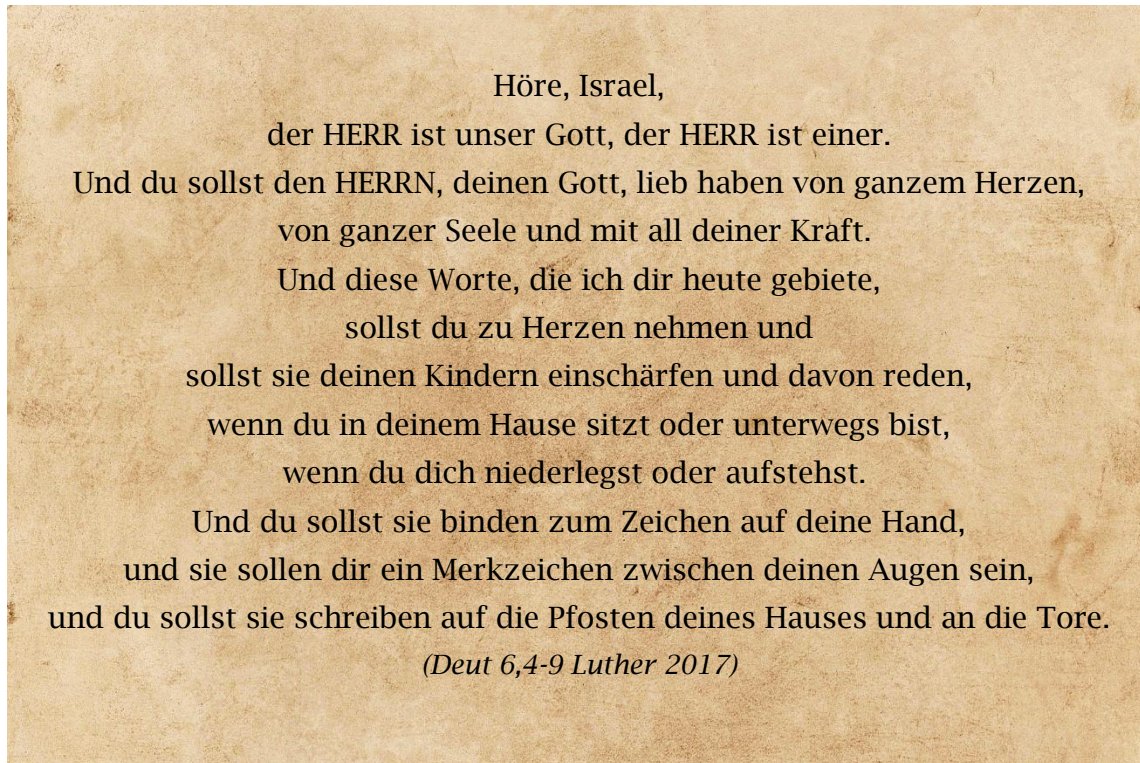 Höre, Israel,
der HERR ist unser Gott, der HERR ist einer.
Und du sollst den HERRN, deinen Gott, lieb haben von ganzem Herzen,
von ganzer Seele und mit all deiner Kraft.
Und diese Worte, die ich dir heute gebiete,
sollst du zu Herzen nehmen und
sollst sie deinen Kindern einschärfen und davon reden,
wenn du in deinem Hause sitzt oder unterwegs bist,
wenn du dich niederlegst oder aufstehst.
Und du sollst sie binden zum Zeichen auf deine Hand,
und sie sollen dir ein Merkzeichen zwischen deinen Augen sein,
und du sollst sie schreiben auf die Pfosten deines Hauses und an die Tore.
(Deut 6,4-9 Luther 2017)